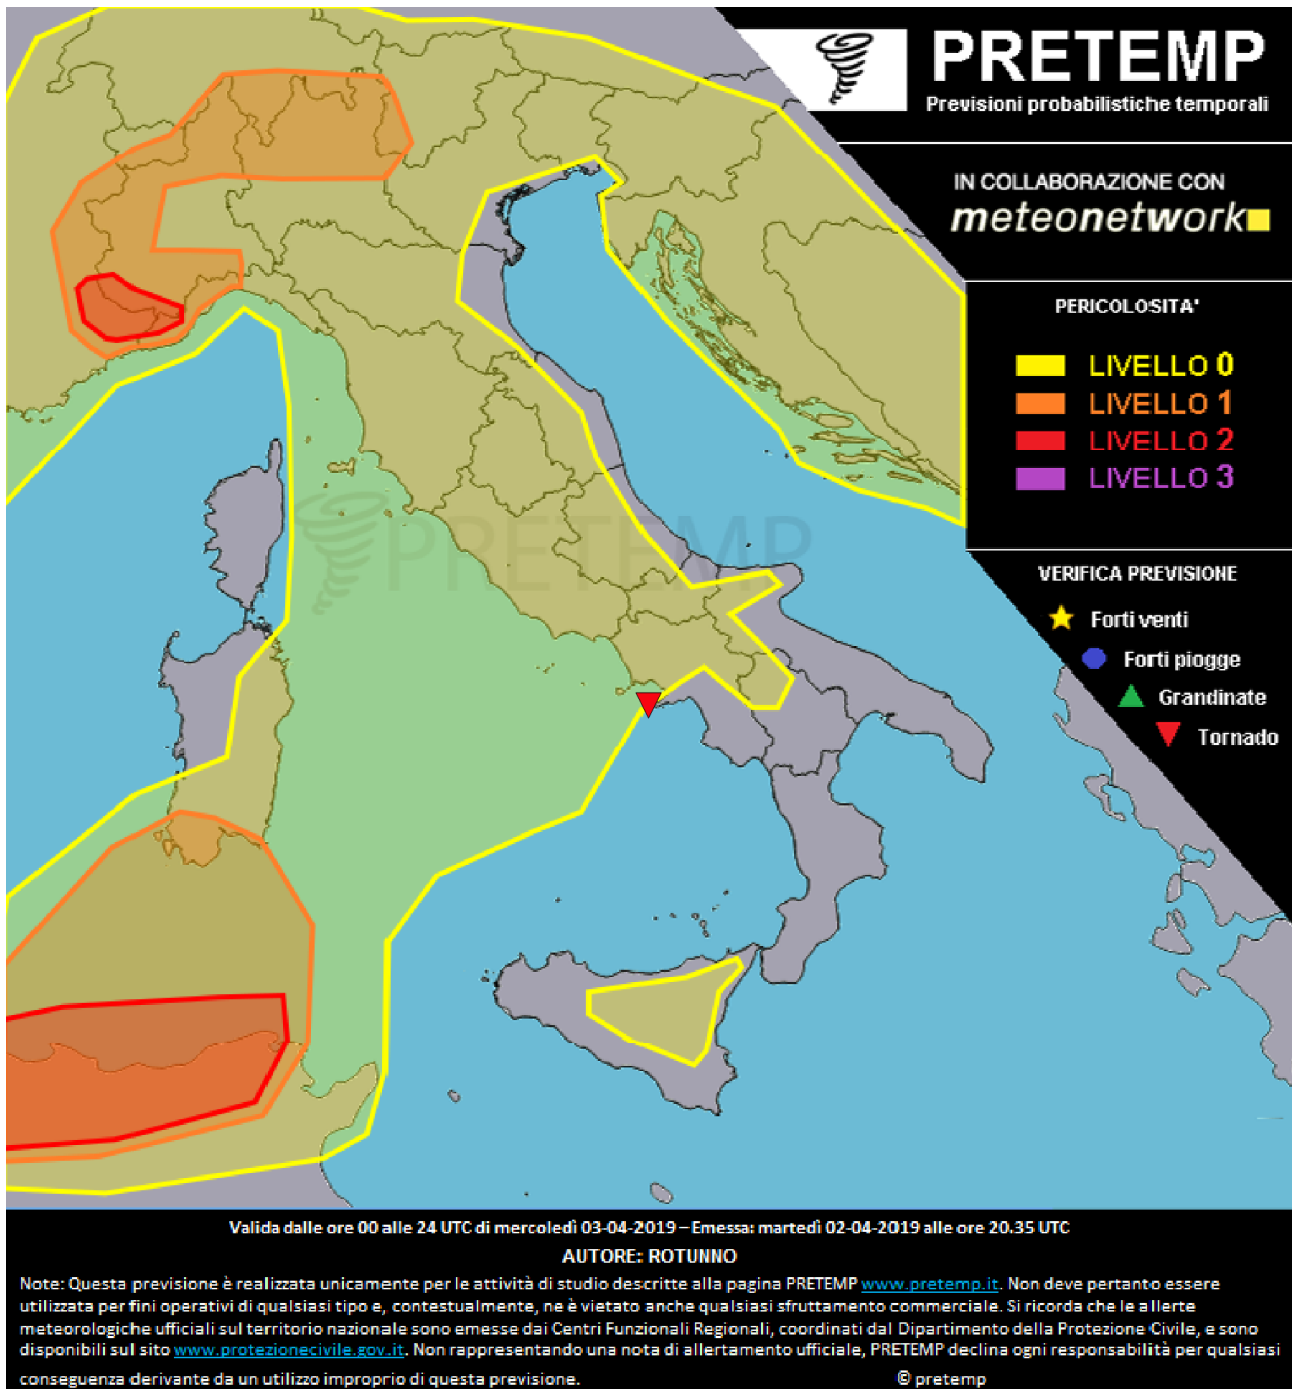 PRETEMP
Previsioni probabilistiche temporali
IN COLLABORAZIONE CON
meteonetwork
PERICOLOSITA'
LIVELLO 0
LIVELLO 1
LIVELLO 2
LIVELLO 3
PRETEMP
VERIFICA PREVISIONE
Forti venti
Forti piogge
Grandinate
Tornado
Valida dalle ore 00 alle 24 UTC di mercoledì 03-04-2019 – Emessa: martedì 02-04-2019 alle ore 20.35 UTC
AUTORE: ROTUNNO
Note: Questa previsione è realizzata unicamente per le attività di studio descritte alla pagina PRETEMP www.pretemp.it. Non deve pertanto essere
utilizzata per fini operativi di qualsiasi tipo e, contestualmente, ne è vietato anche qualsiasi sfruttamento commerciale. Si ricorda che le allerte
meteorologiche ufficiali sul territorio nazionale sono emesse dai Centri Funzionali Regionali, coordinati dal Dipartimento della Protezione Civile, e sono
disponibili sul sito www.protezionecivile.gov.it. Non rappresentando una nota di allertamento ufficiale, PRETEMP declina ogni responsabilità per qualsiasi
conseguenza derivante da un utilizzo improprio di questa previsione. © pretemp